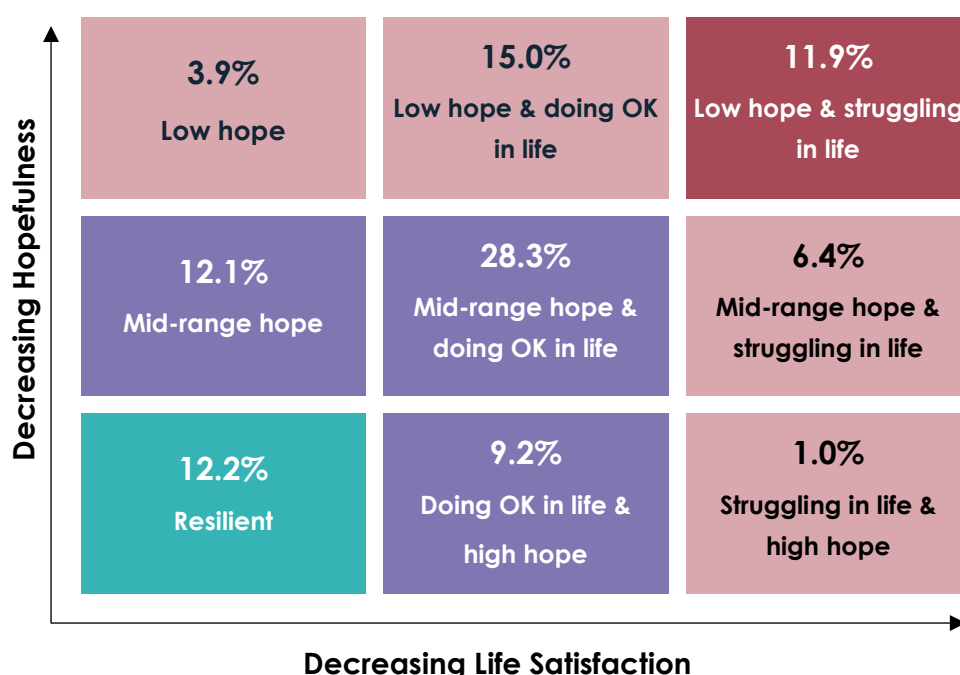 3.9%
Low hope
15.0%
Low hope & doing OK
in life
11.9%
Low hope & struggling
in life
Decreasing Hopefulness
12.1%
Mid-range hope
28.3%
Mid-range hope &
doing OK in life
6.4%
Mid-range hope &
struggling in life
12.2%
Resilient
9.2%
Doing OK in life &
high hope
1.0%
Struggling in life &
high hope
Decreasing Life Satisfaction